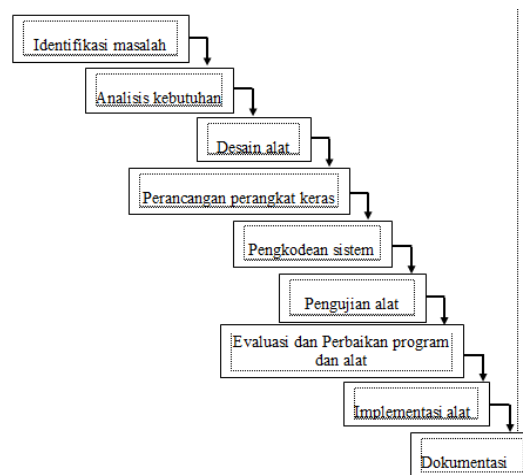 Identifikasi masalah
Analisis kebutuhan
Desain alat
Perancangan perangkat keras
Pengkodean sistem
Pengujian alat
Evaluasi dan Perbaikan program
dan alat
Implementasi alat
Dokumentasi